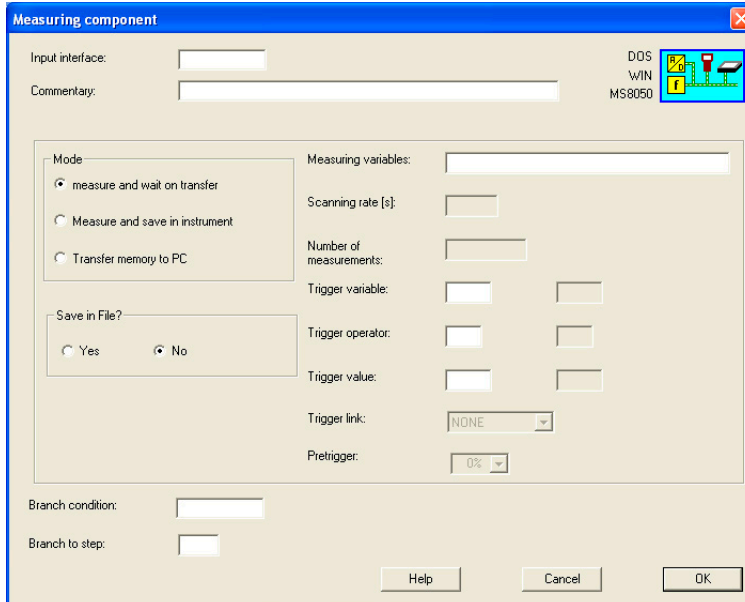 Measuring component
Input interface:
Commentary:
DOS
WIN
MS8050
A/D
f
Mode
measure and wait on transfer
Measure and save in instrument
Transfer memory to PC
Save in File?
Yes No
Measuring variables:
Scanning rate [s]:
Number of
measurements:
Trigger variable:
Trigger operator:
Trigger value:
Trigger link: NONE
Pretrigger: 0%
Branch condition:
Branch to step:
Help Cancel OK